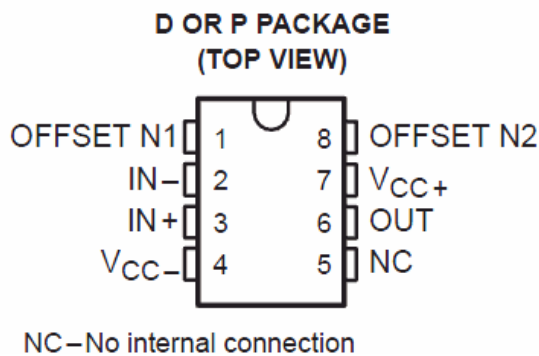 D OR P PACKAGE
(TOP VIEW)
OFFSET N1 1 8 OFFSET N2
IN− 2 7 VCC+
IN+ 3 6 OUT
VCC− 4 5 NC
NC−No internal connection